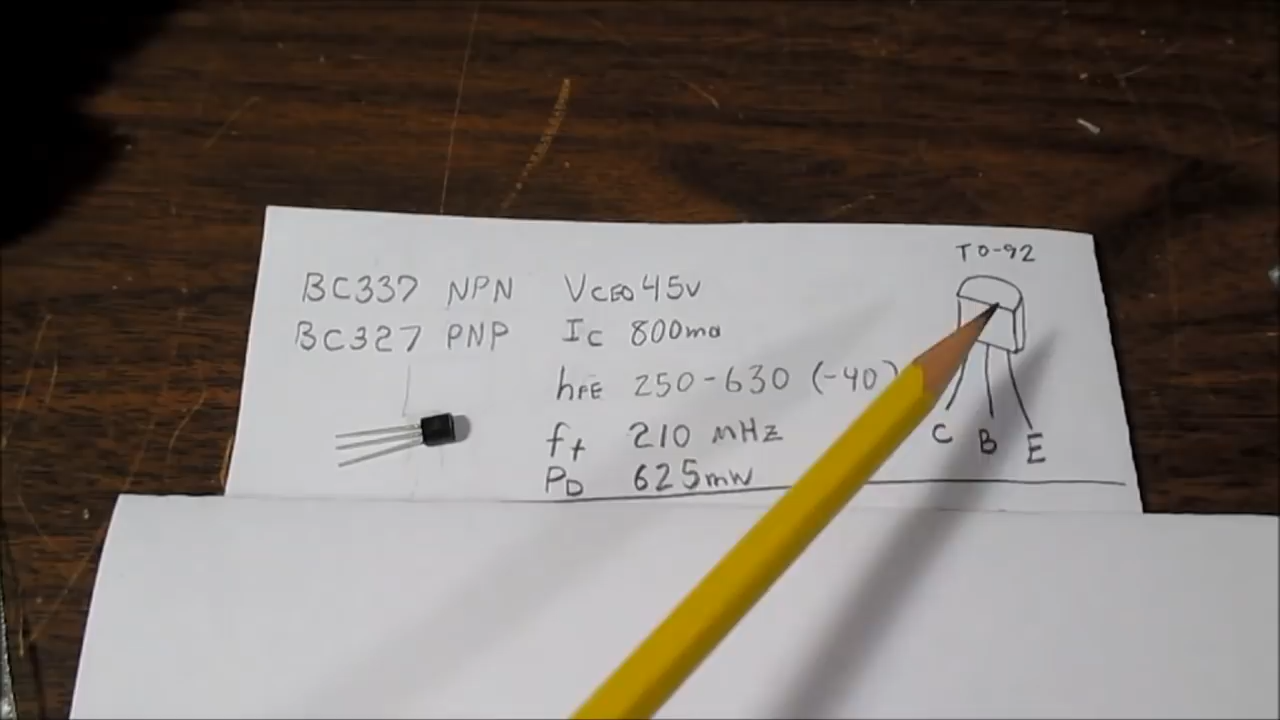 TO-92
BC337 NPN VCEO 45V
BC327 PNP IC 800ma
hFE 250-630 (-40)
ft 210 MHz
PD 625mW
C B E